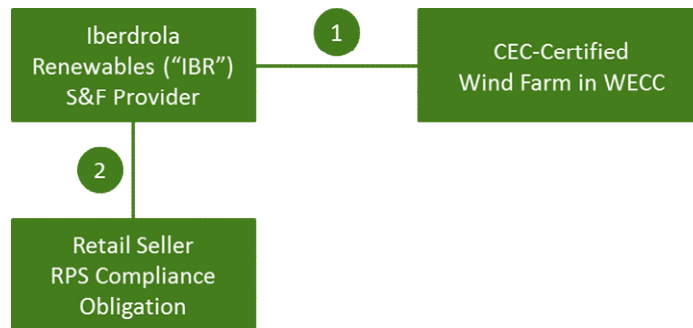 Iberdrola
Renewables (“IBR”)
S&F Provider
1
CEC-Certified
Wind Farm in WECC
2
Retail Seller
RPS Compliance
Obligation